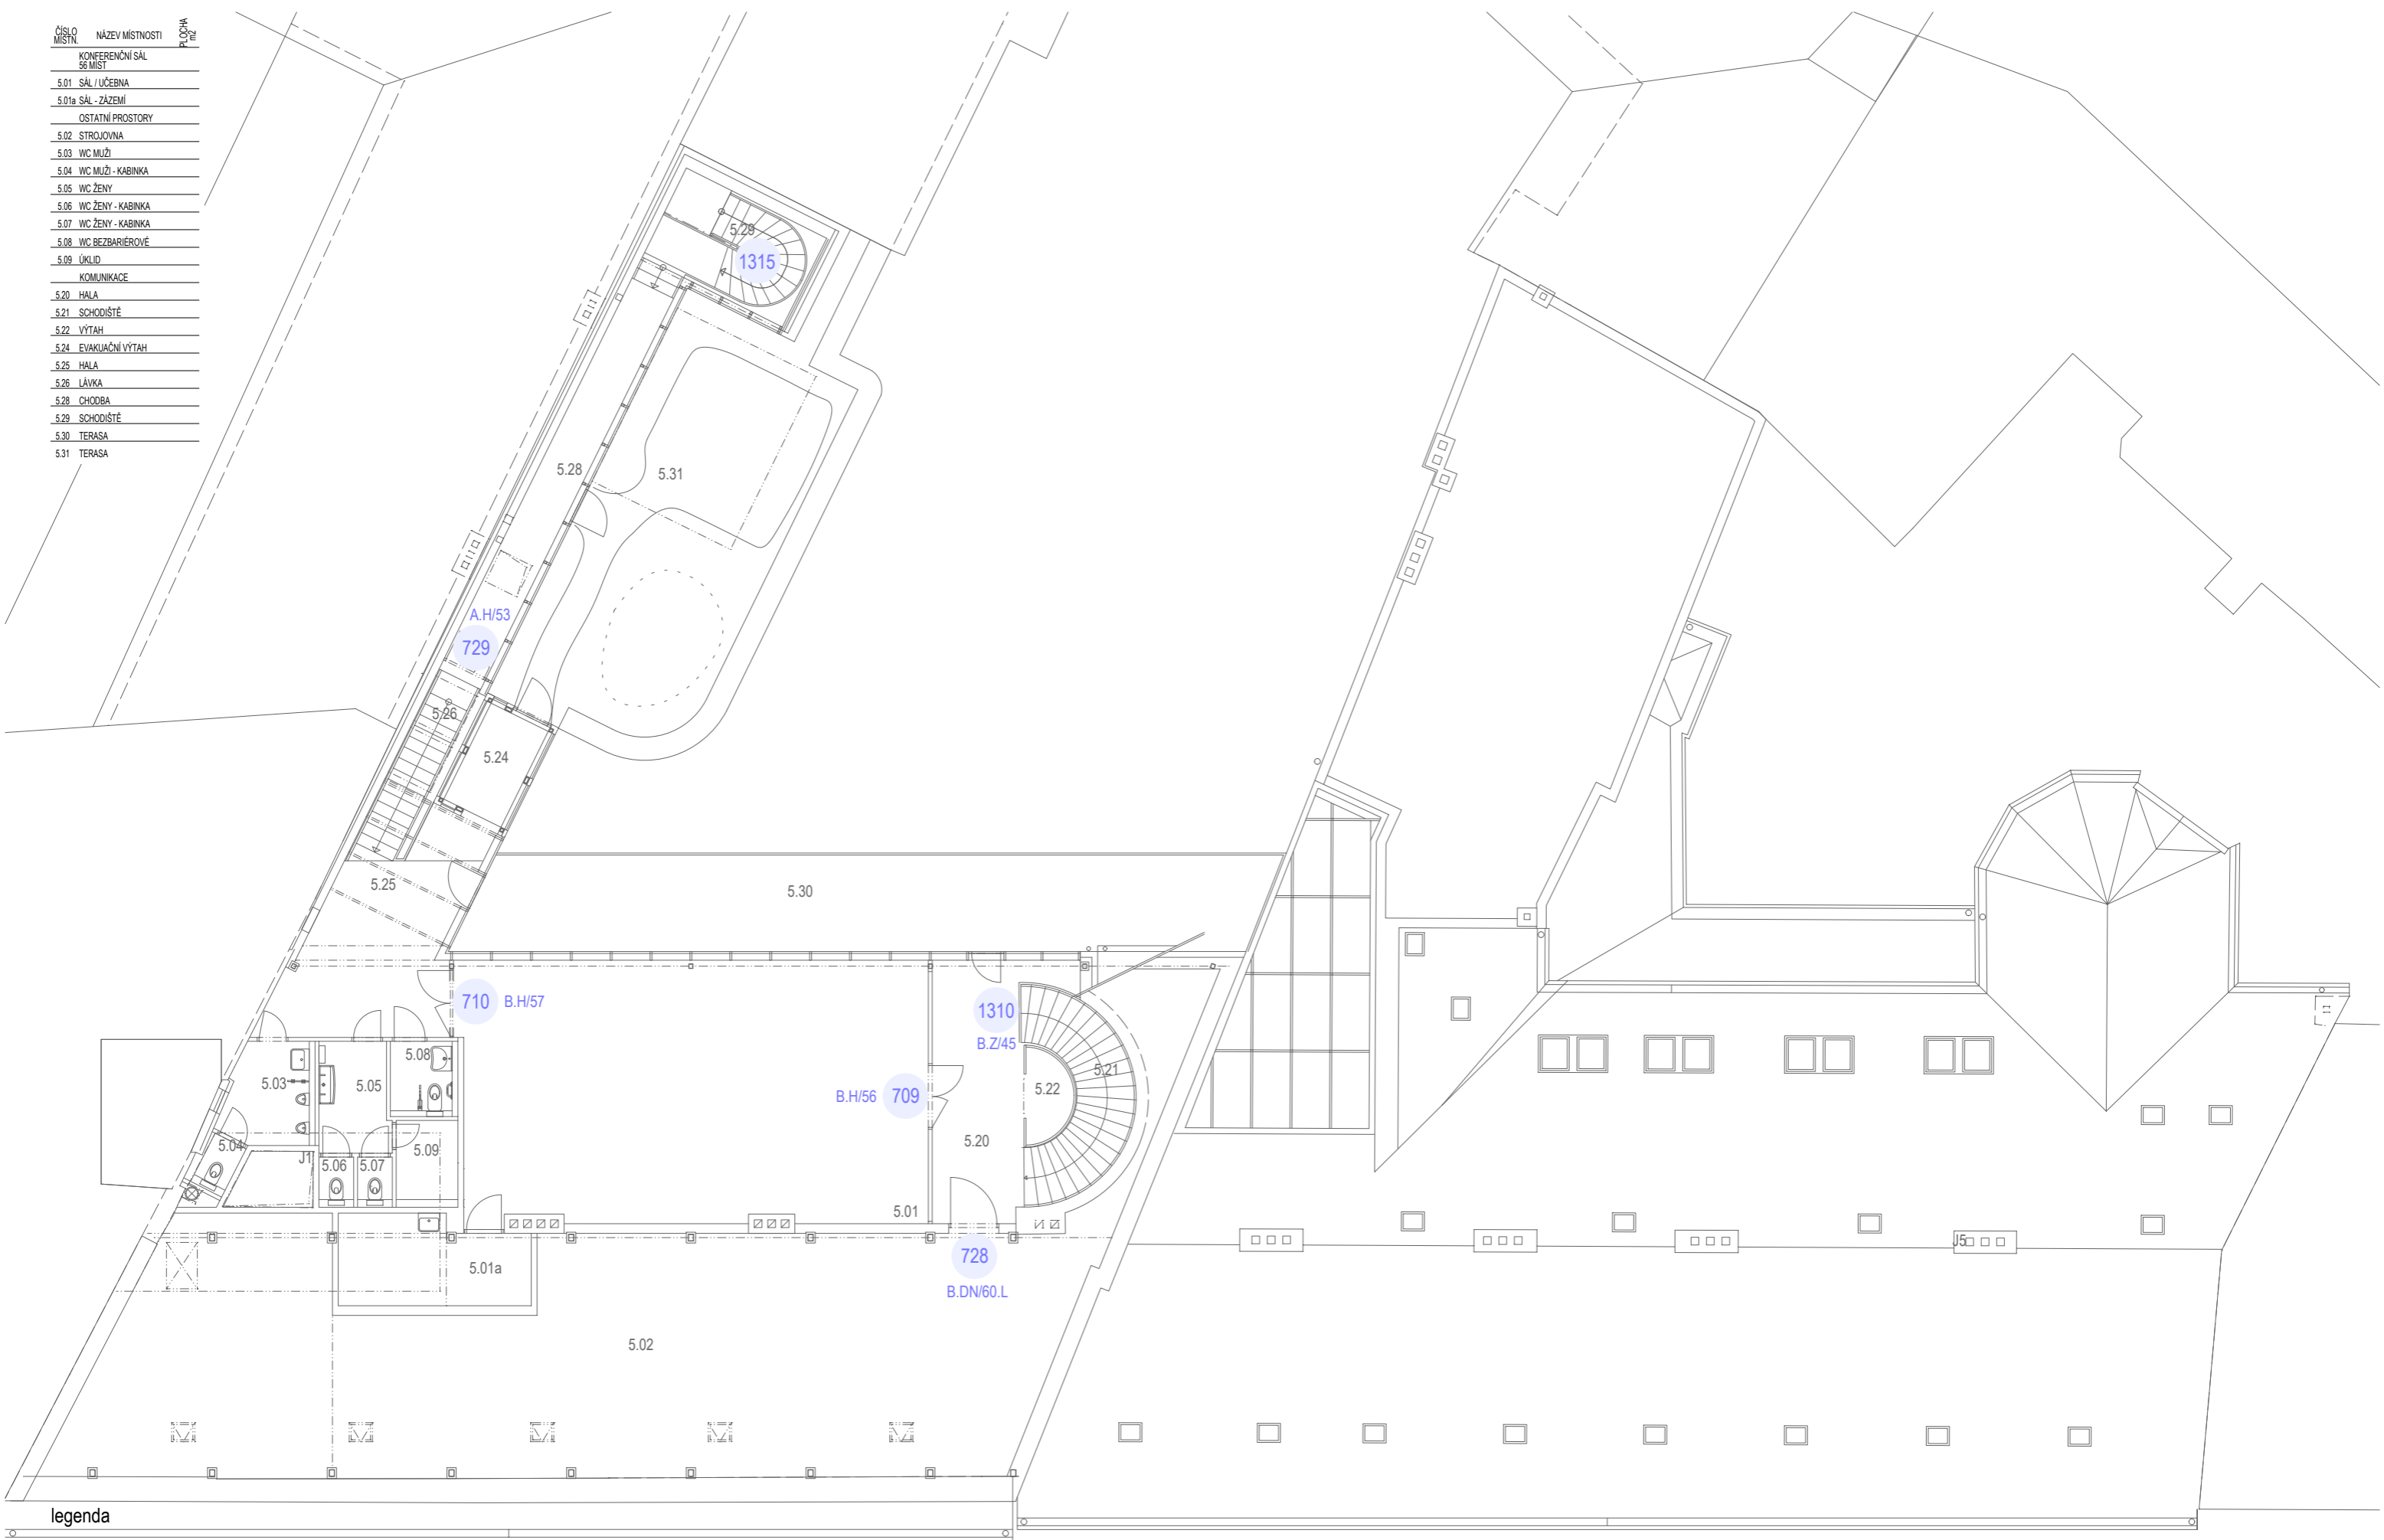 ČÍSLO MÍSTN. NÁZEV MÍSTNOSTI PLOCHA m2
KONFERENČNÍ SÁL
56 MÍST
5.01 SÁL / UČEBNA
5.01a SÁL - ZÁZEMÍ
OSTATNÍ PROSTORY
5.02 STROJOVNA
5.03 WC MUŽI
5.04 WC MUŽI - KABINKA
5.05 WC ŽENY
5.06 WC ŽENY - KABINKA
5.07 WC ŽENY - KABINKA
5.08 WC BEZBARIÉROVÉ
5.09 ÚKLID
KOMUNIKACE
5.20 HALA
5.21 SCHODIŠTĚ
5.22 VÝTAH
5.24 EVAKUAČNÍ VÝTAH
5.25 HALA
5.26 LÁVKA
5.28 CHODBA
5.29 SCHODIŠTĚ
5.30 TERASA
5.31 TERASA
5.29
1315
5.28
5.31
A.H/53
729
5.26
5.24
5.25
5.30
710 B.H/57
1310
B.Z/45
5.08
5.03
5.05
5.21
5.22
B.H/56 709
5.20
5.04
5.09
J1
5.06
5.07
5.01
728
J5
5.01a
B.DN/60.L
5.02
legenda